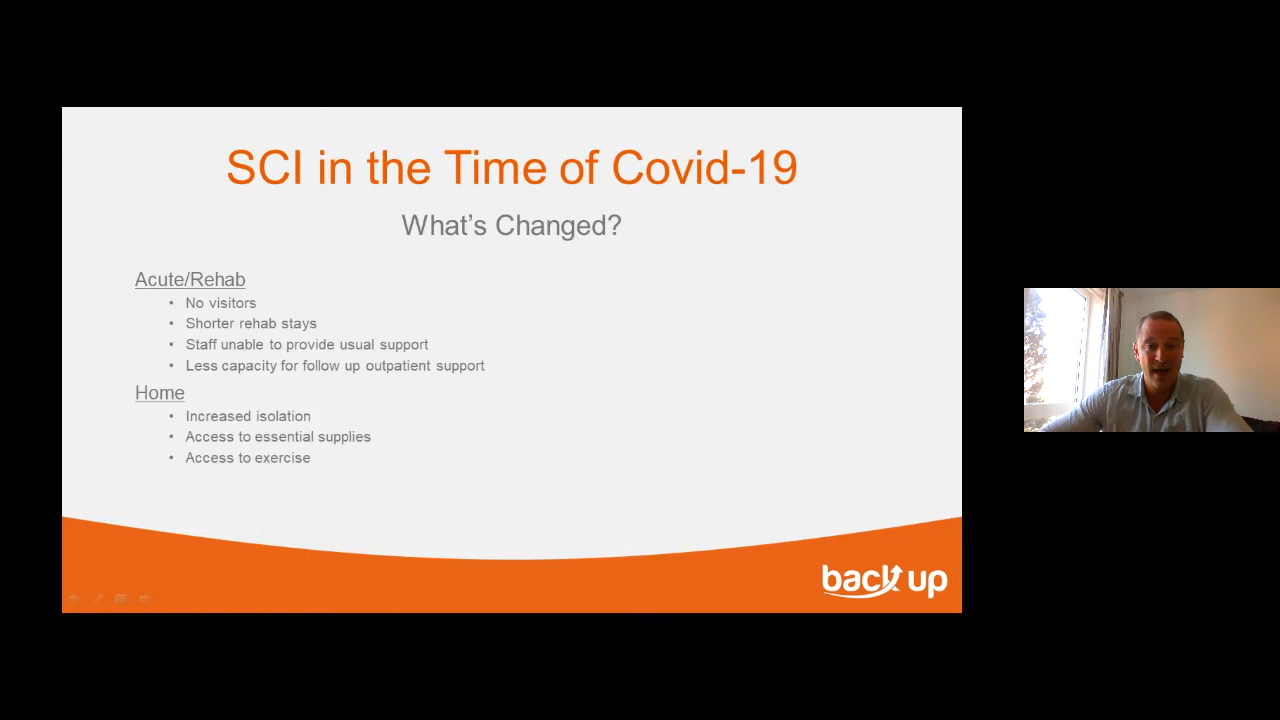 SCI in the Time of Covid-19
What’s Changed?
Acute/Rehab
• No visitors
• Shorter rehab stays
• Staff unable to provide usual support
• Less capacity for follow up outpatient support
Home
• Increased isolation
• Access to essential supplies
• Access to exercise
back up